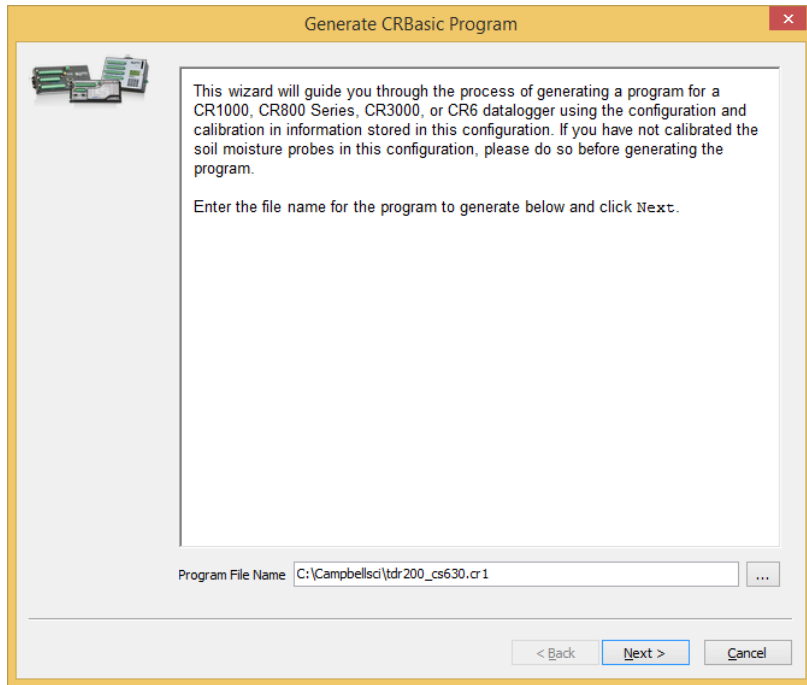 Generate CRBasic Program
This wizard will guide you through the process of generating a program for a
CR1000, CR800 Series, CR3000, or CR6 datalogger using the configuration and
calibration in information stored in this configuration. If you have not calibrated the
soil moisture probes in this configuration, please do so before generating the
program.
Enter the file name for the program to generate below and click Next.
Program File Name C:\Campbellsci\tdr200_cs630.cr1 ...
< Back Next > Cancel